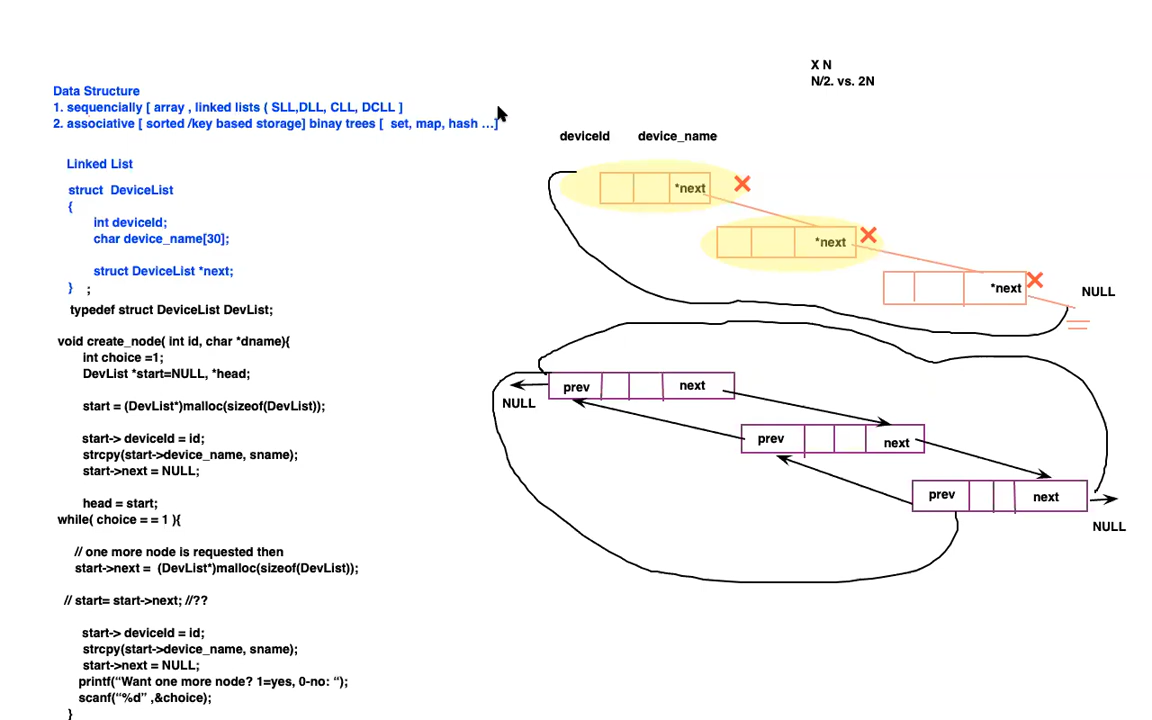 X N
N/2. vs. 2N
Data Structure
1. sequencially [ array , linked lists ( SLL,DLL, CLL, DCLL ]
2. associative [ sorted /key based storage] binay trees [  set, map, hash ...]
deviceId device_name
Linked List
struct  DeviceList
{
int deviceId;
char device_name[30];
struct DeviceList *next;
}  ;
typedef struct DeviceList DevList;
void create_node( int id, char *dname){
int choice =1;
DevList *start=NULL, *head;
start = (DevList*)malloc(sizeof(DevList));
start-> deviceId = id;
strcpy(start->device_name, sname);
start->next = NULL;
head = start;
while( choice = = 1 ){
// one more node is requested then
start->next =  (DevList*)malloc(sizeof(DevList));
// start= start->next; //??
start-> deviceId = id;
strcpy(start->device_name, sname);
start->next = NULL;
printf(“Want one more node? 1=yes, 0-no: “);
scanf(“%d” ,&choice);
}
*next
*next
*next
NULL
prev next
NULL
prev next
prev next
NULL